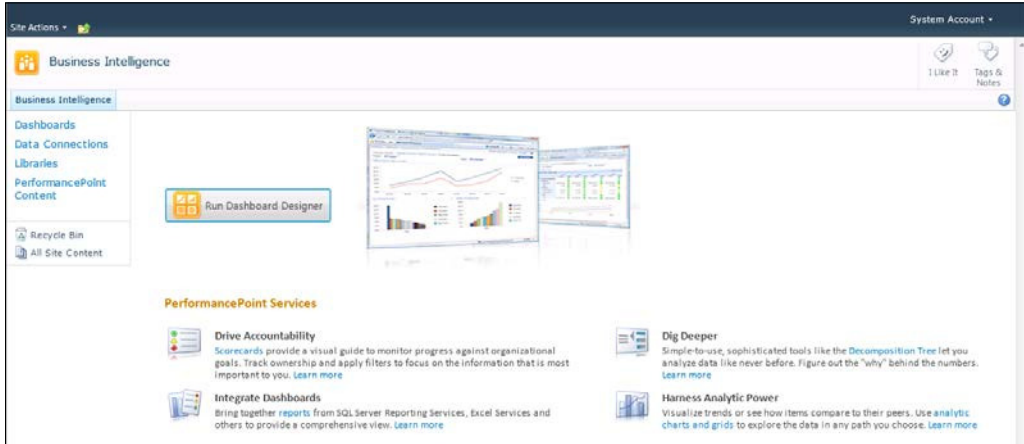 Site Actions
System Account
Business Intelligence
I Like It
Tags &
Notes
Business Intelligence
Dashboards
Data Connections
Libraries
PerformancePoint
Content
Recycle Bin
All Site Content
Run Dashboard Designer
PerformancePoint Services
Drive Accountability
Scorecards provide a visual guide to monitor progress against organizational
goals. Track ownership and apply filters to focus on the information that is most
important to you. Learn more
Integrate Dashboards
Bring together reports from SQL Server Reporting Services, Excel Services and
others to provide a comprehensive view. Learn more
Dig Deeper
Simple-to-use, sophisticated tools like the Decomposition Tree let you
analyze data like never before. Figure out the "why" behind the numbers.
Learn more
Harness Analytic Power
Visualize trends or see how items compare to their peers. Use analytic
charts and grids to explore the data in any path you choose. Learn more